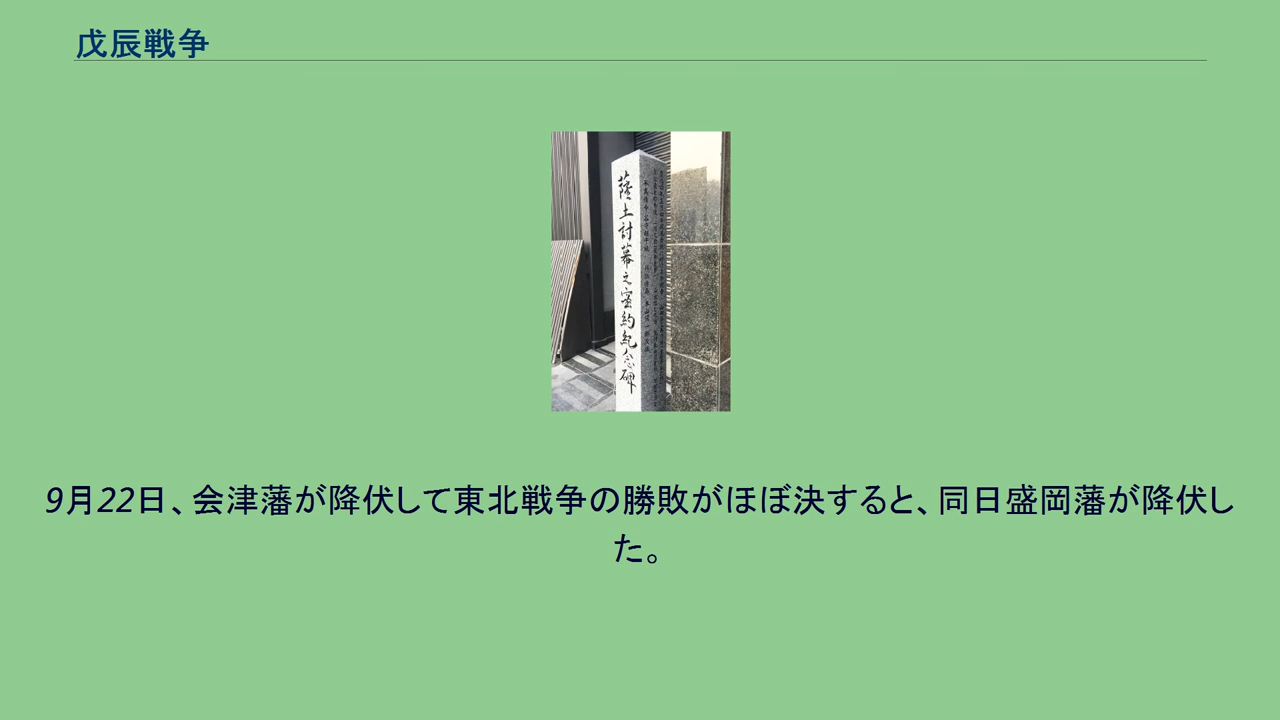 戊辰戦争
薩土討幕之密約紀念碑
9月22日、会津藩が降伏して東北戦争の勝敗がほぼ決すると、同日盛岡藩が降伏し
た。